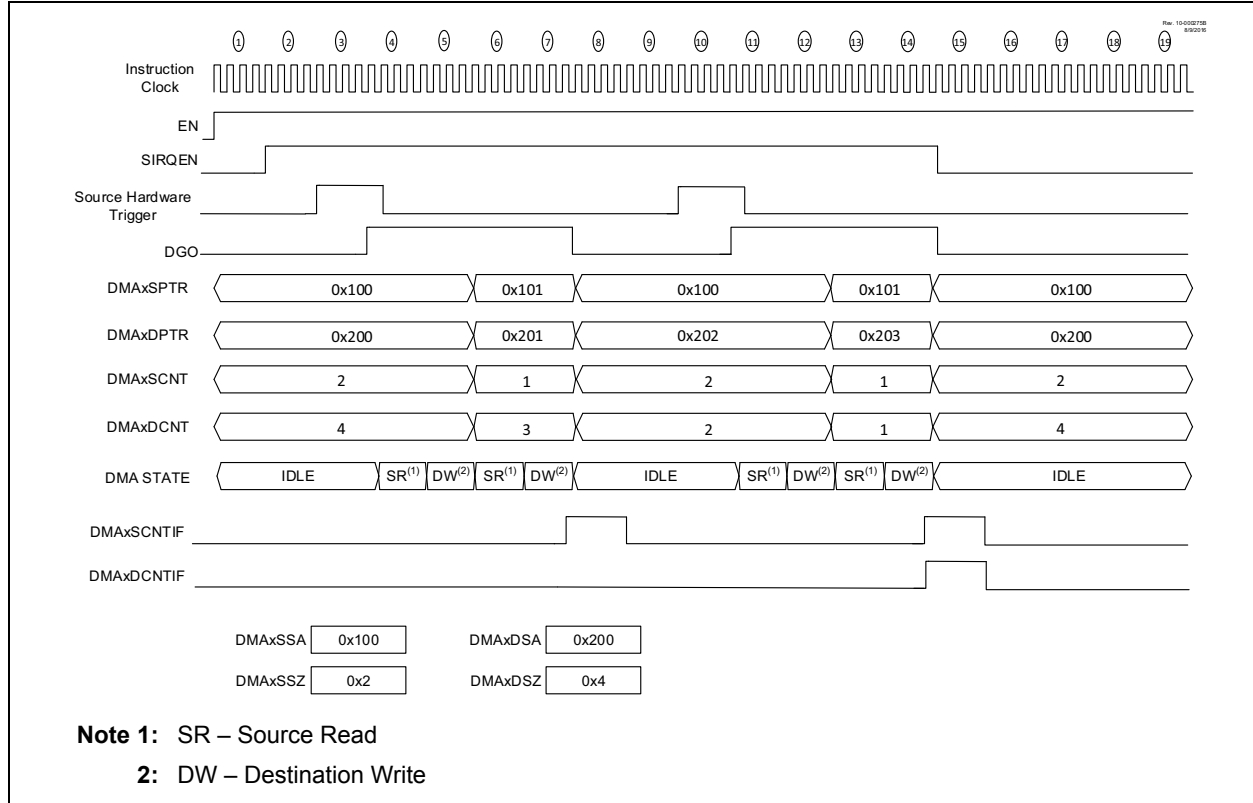 Rev. 10-000275B
8/9/2016
1 2 3 4 5 6 7 8 9 10 11 12 13 14 15 16 17 18 19
Instruction
Clock
EN
SIRQEN
Source Hardware
Trigger
DGO
DMAxSPTR 0x100 0x101 0x100 0x101 0x100
DMAxDPTR 0x200 0x201 0x202 0x203 0x200
DMAxSCNT 2 1 2 1 2
DMAxDCNT 4 3 2 1 4
DMA STATE IDLE SR(1) DW(2) SR(1) DW(2) IDLE SR(1) DW(2) SR(1) DW(2) IDLE
DMAxSCNTIF
DMAxDCNTIF
DMAxSSA 0x100 DMAxDSA 0x200
DMAxSSZ 0x2 DMAxDSZ 0x4
Note 1: SR – Source Read
2: DW – Destination Write